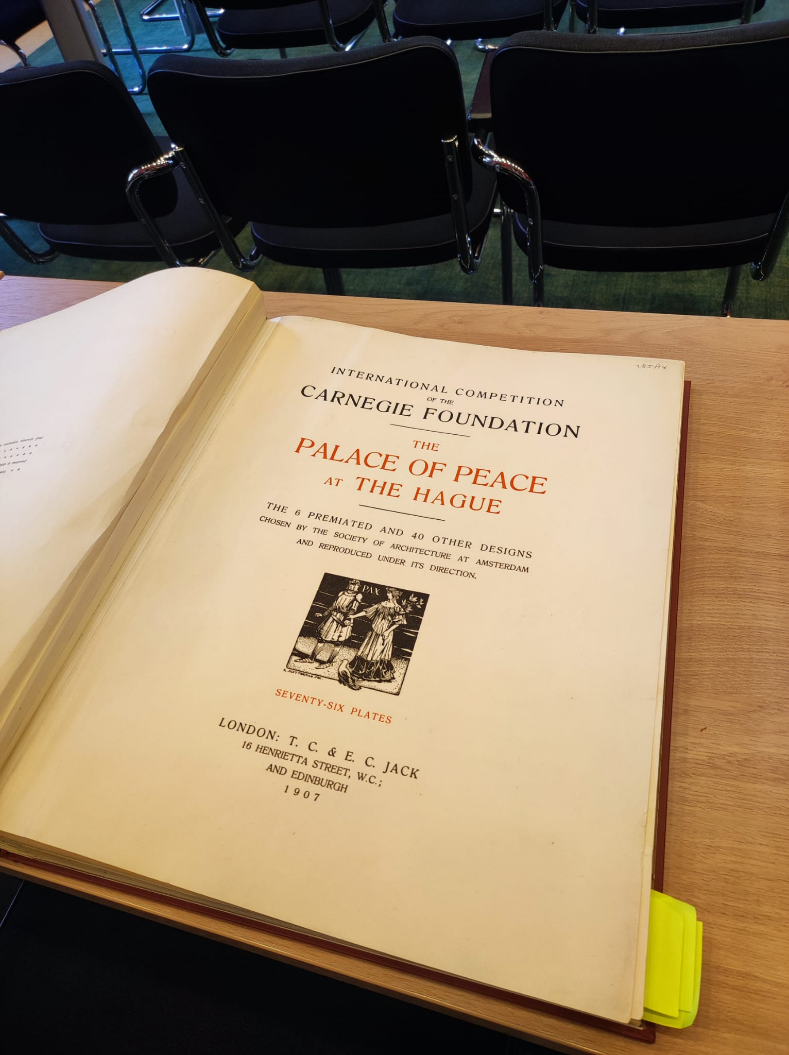 INTERNATIONAL COMPETITION
OF THE
CARNEGIE FOUNDATION
THE
PALACE OF PEACE
AT THE HAGUE
THE 6 PREMIATED AND 40 OTHER DESIGNS
CHOSEN BY THE SOCIETY OF ARCHITECTURE AT AMSTERDAM
AND REPRODUCED UNDER ITS DIRECTION.
PAX
SEVENTY-SIX PLATES
LONDON: T. C. & E. C. JACK
16 HENRIETTA STREET, W.C.;
AND EDINBURGH
1907